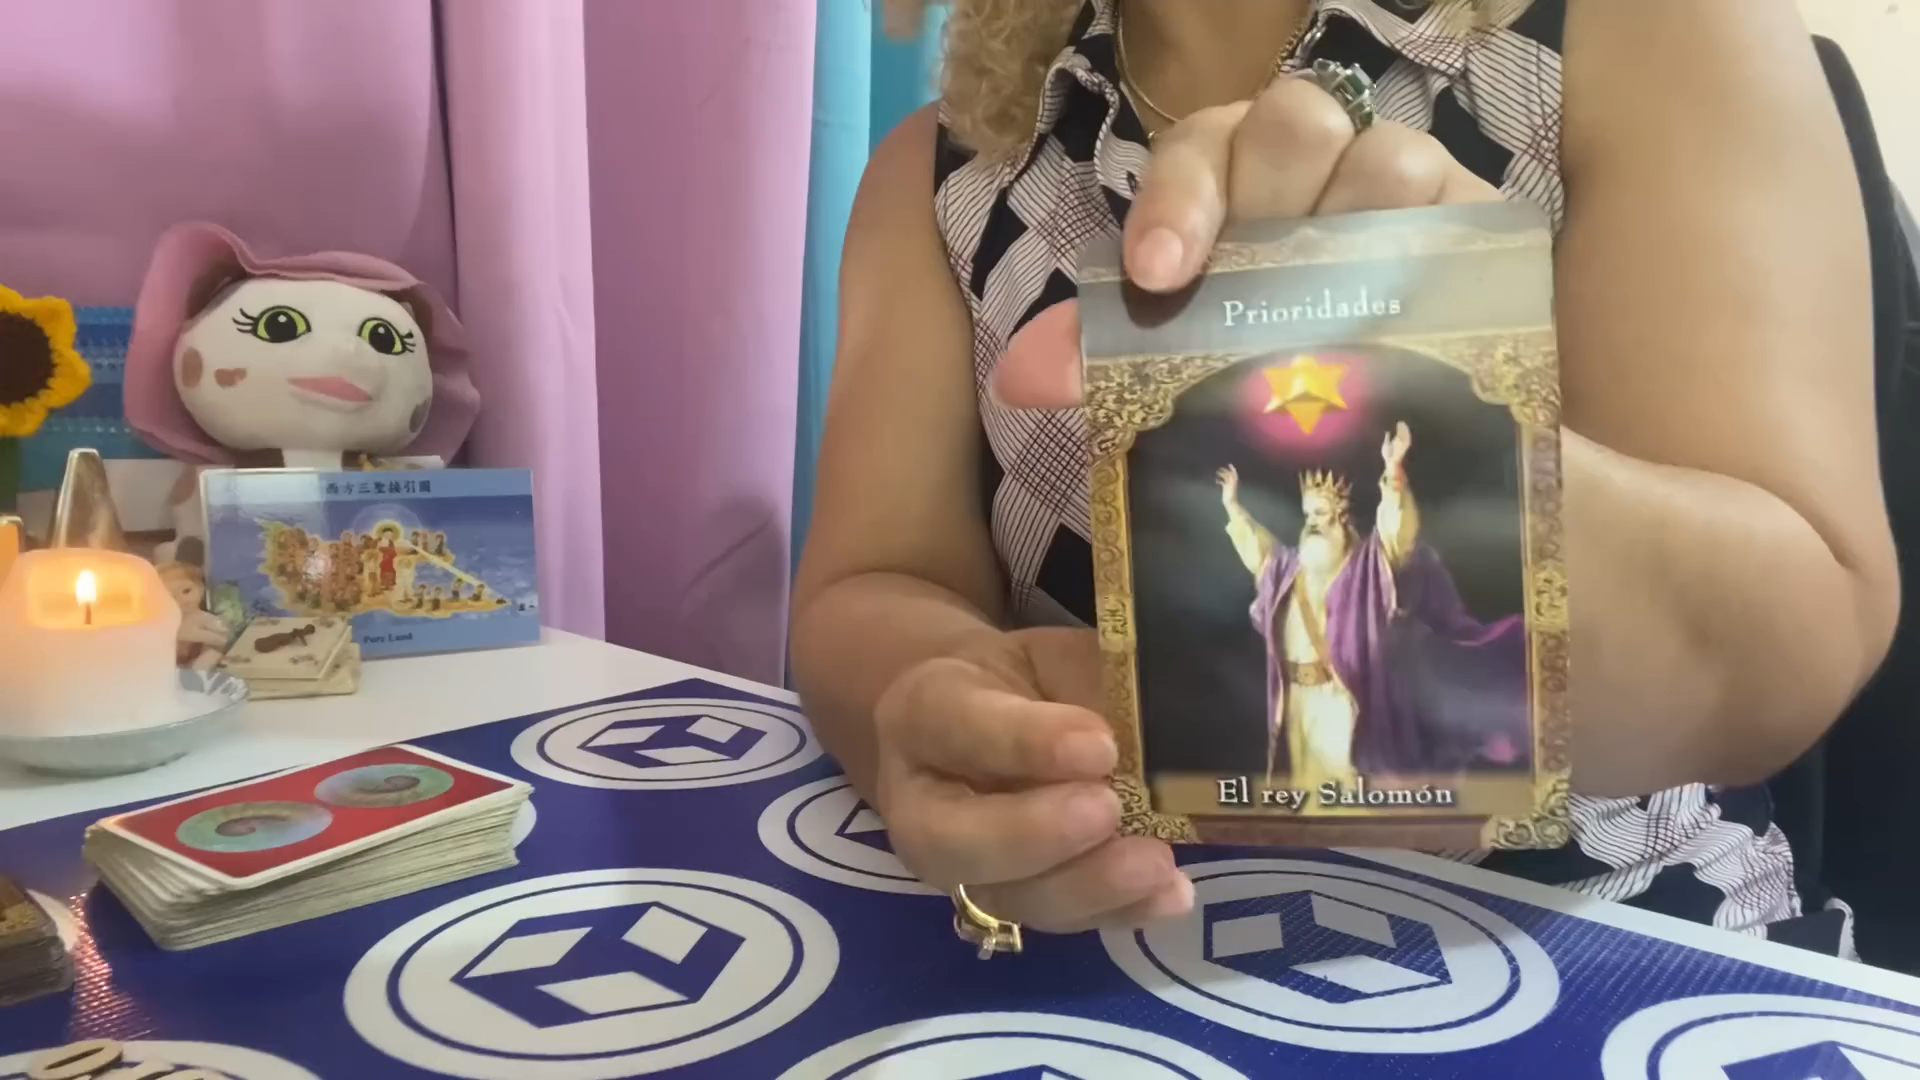 Prioridades
El rey Salomón
西方三聖接引圖
Pure Land